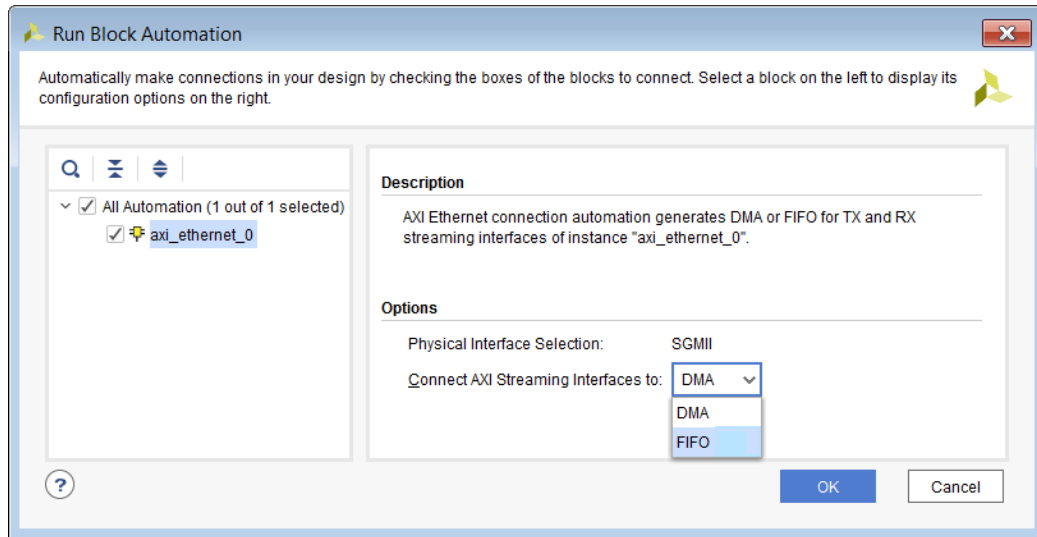 Run Block Automation
Automatically make connections in your design by checking the boxes of the blocks to connect. Select a block on the left to display its
configuration options on the right.
All Automation (1 out of 1 selected)
axi_ethernet_0
Description
AXI Ethernet connection automation generates DMA or FIFO for TX and RX
streaming interfaces of instance "axi_ethernet_0".
Options
Physical Interface Selection: SGMII
Connect AXI Streaming Interfaces to: DMA
DMA
FIFO
?
OK Cancel